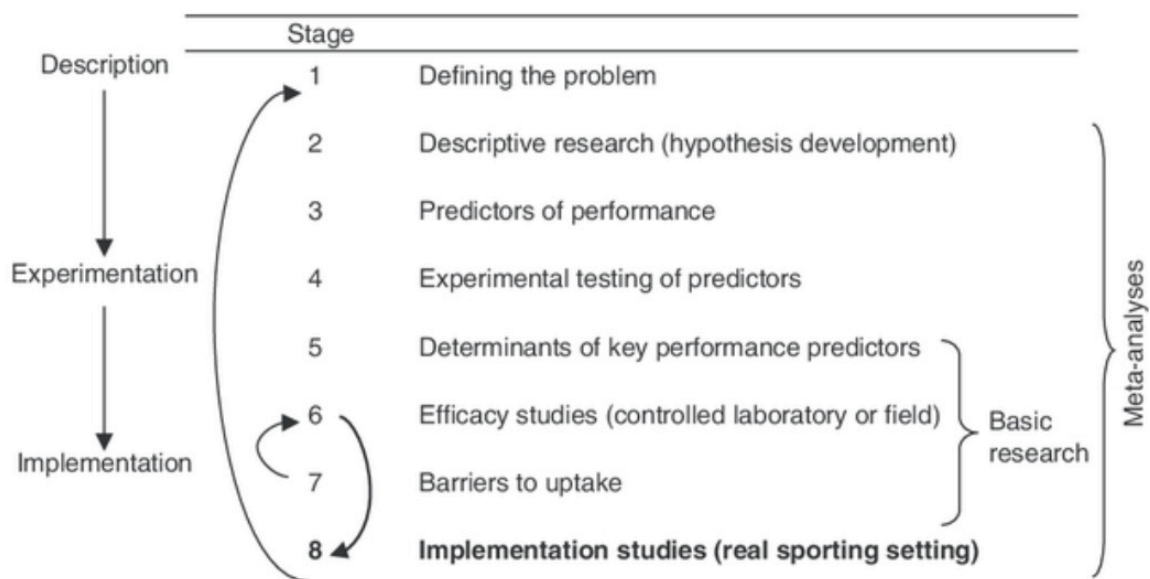 Stage
Description
1 Defining the problem
2 Descriptive research (hypothesis development)
3 Predictors of performance
Experimentation
4 Experimental testing of predictors
5 Determinants of key performance predictors
6 Efficacy studies (controlled laboratory or field)
Basic
research
Implementation
7 Barriers to uptake
8 Implementation studies (real sporting setting)
Meta-analyses